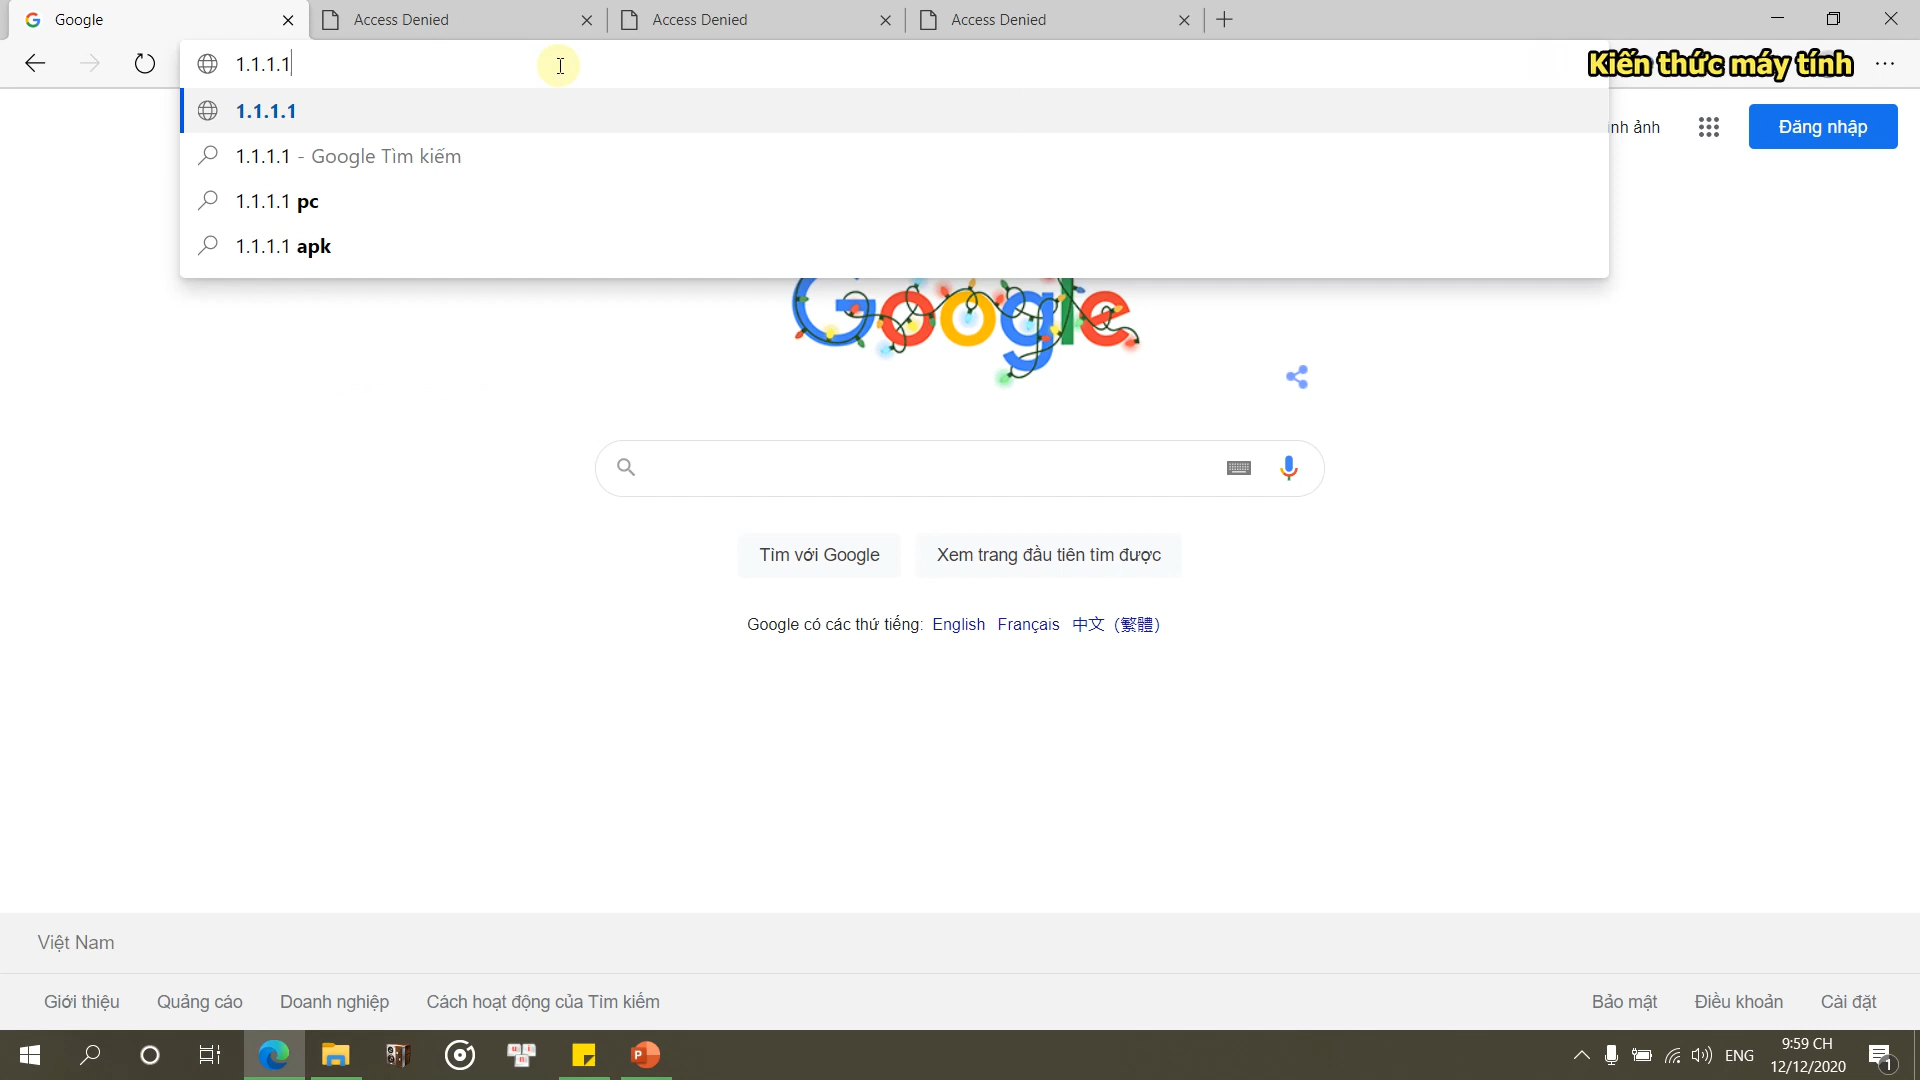 Google
Access Denied
Access Denied
Access Denied
1.1.1.1
Kiến thức máy tính
1.1.1.1
1.1.1.1 - Google Tìm kiếm
1.1.1.1 pc
1.1.1.1 apk
nh ảnh
Đăng nhập
Google
Tìm với Google
Xem trang đầu tiên tìm được
Google có các thứ tiếng: English Français 中文 (繁體)
Việt Nam
Giới thiệu
Quảng cáo
Doanh nghiệp
Cách hoạt động của Tìm kiếm
Bảo mật
Điều khoản
Cài đặt
ENG
9:59 CH
12/12/2020
1